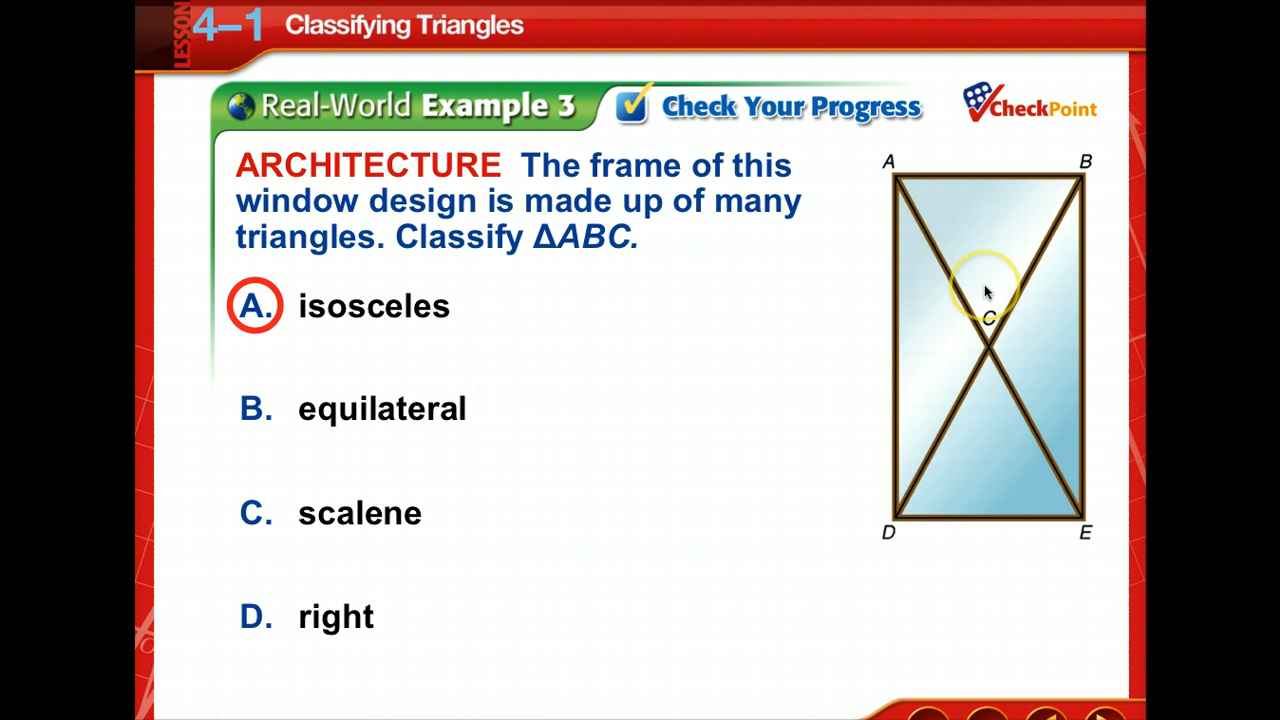 LESSON 4–1 Classifying Triangles
Real-World Example 3 Check Your Progress CheckPoint
ARCHITECTURE The frame of this
window design is made up of many
triangles. Classify ΔABC.
A. isosceles
B. equilateral
C. scalene
D. right
A B
C
D E